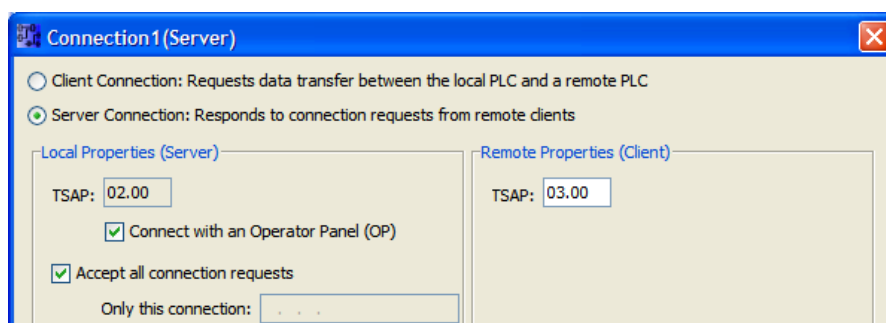 Connection1(Server)
Client Connection: Requests data transfer between the local PLC and a remote PLC
Server Connection: Responds to connection requests from remote clients
Local Properties (Server)
TSAP: 02.00
Connect with an Operator Panel (OP)
Accept all connection requests
Only this connection: . . .
Remote Properties (Client)
TSAP: 03.00